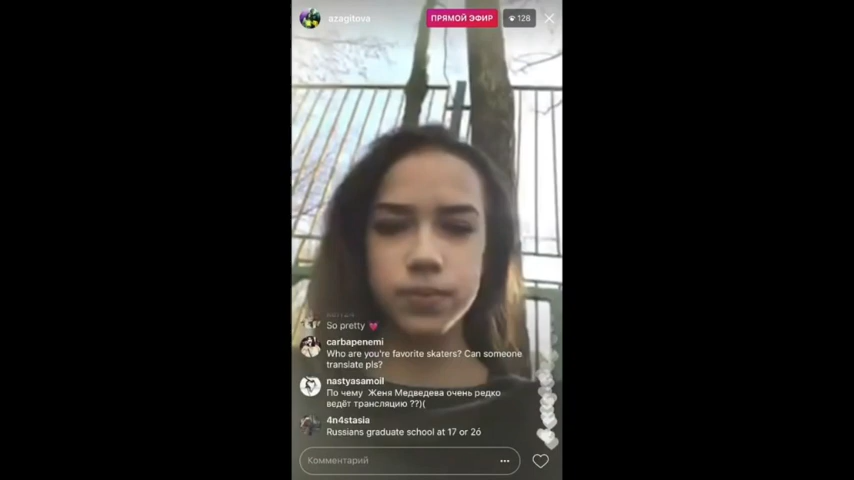 azagitova
ПРЯМОЙ ЭФИР
128
So pretty
carbapenemi
Who are you're favorite skaters? Can someone
translate pls?
nastyasamoil
По чему Женя Медведева очень редко
ведёт трансляцию ??)(
4n4stasia
Russians graduate school at 17 or 26
Комментарий